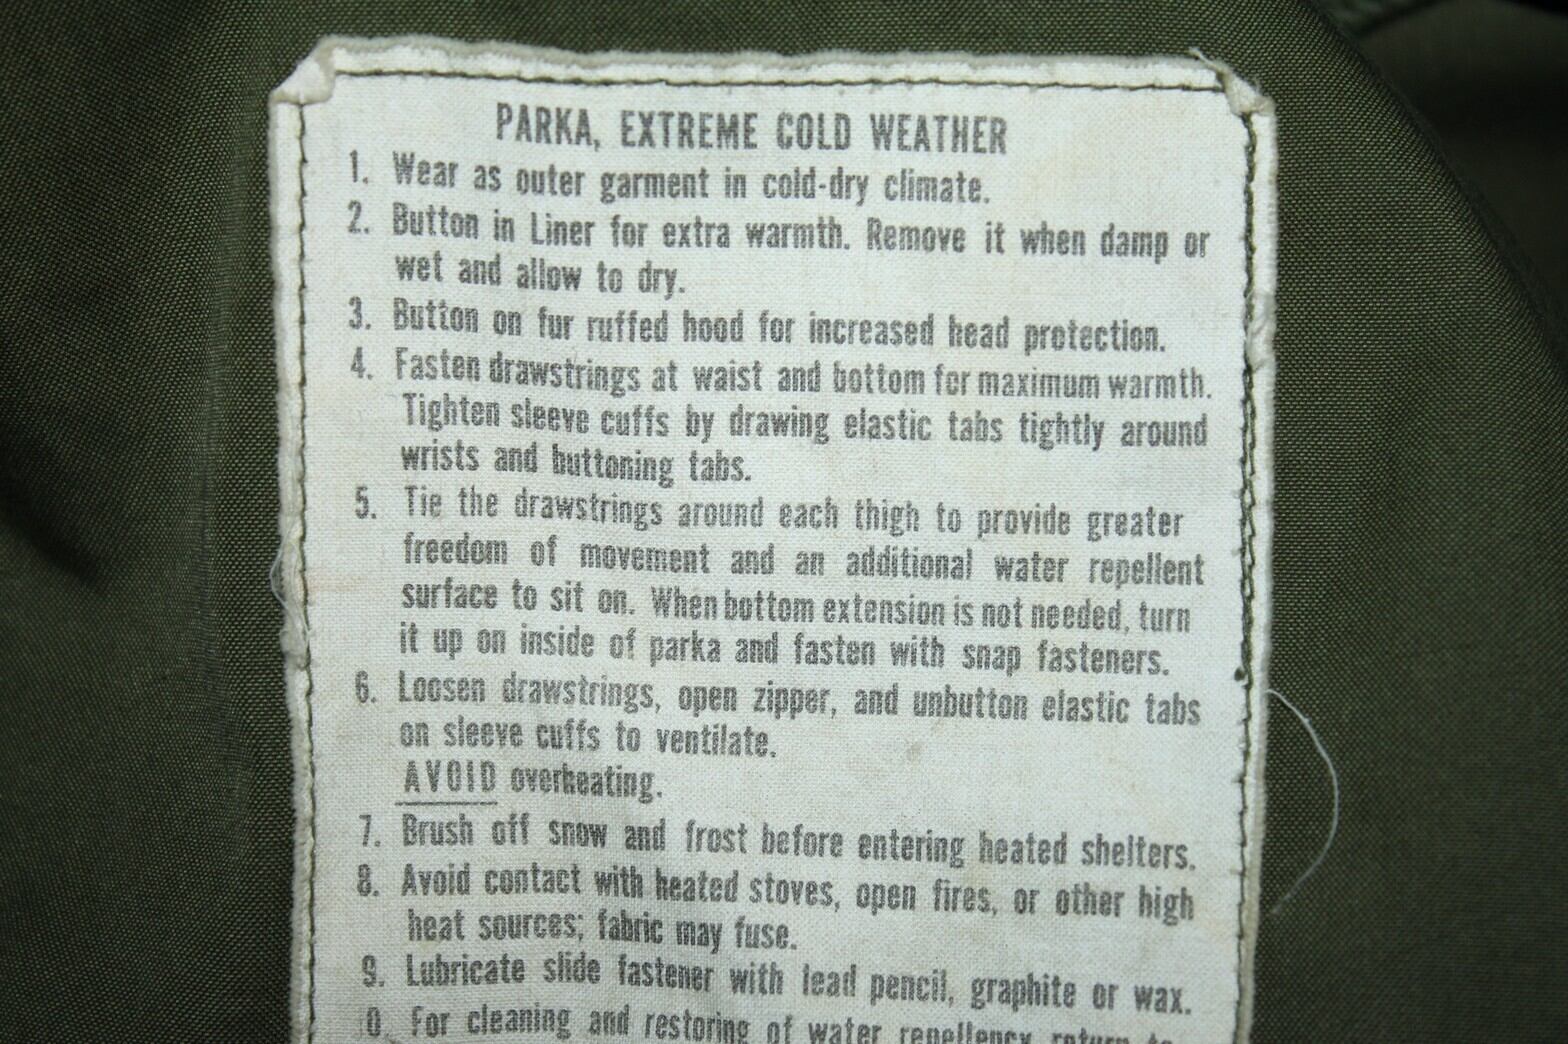 PARKA, EXTREME COLD WEATHER
1. Wear as outer garment in cold-dry climate.
2. Button in Liner for extra warmth. Remove it when damp or
wet and allow to dry.
3. Button on fur ruffed hood for increased head protection.
4. Fasten drawstrings at waist and bottom for maximum warmth.
Tighten sleeve cuffs by drawing elastic tabs tightly around
wrists and buttoning tabs.
5. Tie the drawstrings around each thigh to provide greater
freedom of movement and an additional water repellent
surface to sit on. When bottom extension is not needed, turn
it up on inside of parka and fasten with snap fasteners.
6. Loosen drawstrings, open zipper, and unbutton elastic tabs
on sleeve cuffs to ventilate.
AVOID overheating.
7. Brush off snow and frost before entering heated shelters.
8. Avoid contact with heated stoves, open fires, or other high
heat sources; fabric may fuse.
9. Lubricate slide fastener with lead pencil, graphite or wax.
0. For cleaning and restoring of water repellency return to